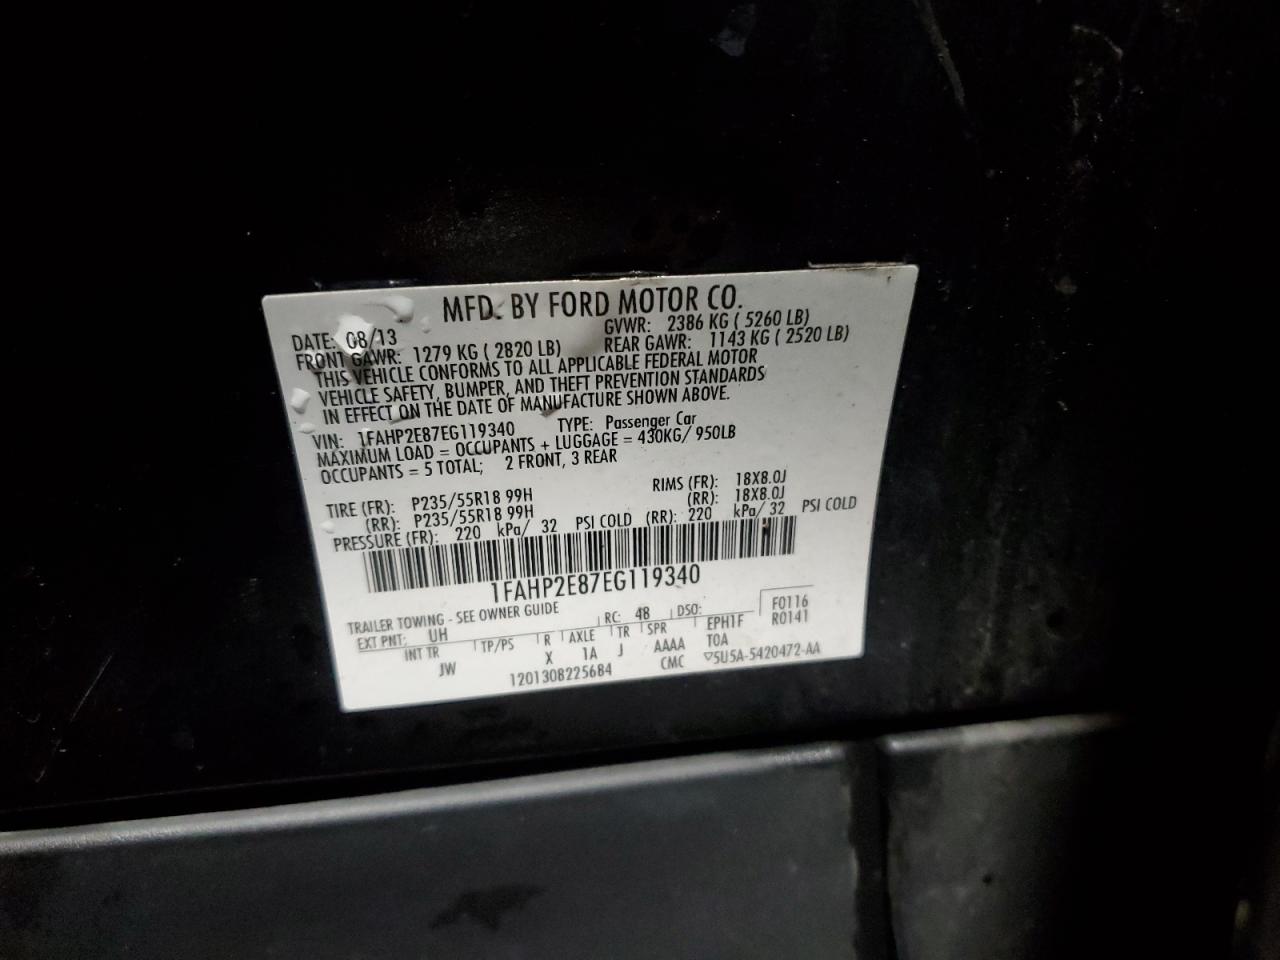 MFD. BY FORD MOTOR CO.
DATE: 08/13 GVWR: 2386 KG ( 5260 LB)
FRONT GAWR: 1279 KG ( 2820 LB) REAR GAWR: 1143 KG ( 2520 LB)
THIS VEHICLE CONFORMS TO ALL APPLICABLE FEDERAL MOTOR
VEHICLE SAFETY, BUMPER, AND THEFT PREVENTION STANDARDS
IN EFFECT ON THE DATE OF MANUFACTURE SHOWN ABOVE.
VIN: 1FAHP2E87EG119340 TYPE: Passenger Car
MAXIMUM LOAD = OCCUPANTS + LUGGAGE = 430KG/ 950LB
OCCUPANTS = 5 TOTAL; 2 FRONT, 3 REAR
TIRE (FR): P235/55R18 99H RIMS (FR): 18X8.0J
(RR): P235/55R18 99H (RR): 18X8.0J
PRESSURE (FR): 220 kPa/ 32 PSI COLD (RR): 220 kPa/ 32 PSI COLD
1FAHP2E87EG119340
TRAILER TOWING - SEE OWNER GUIDE F0116
EXT PNT: UH RC: 48 DSO: R0141
INT TR TP/PS R AXLE TR SPR EPH1F
JW X 1A J AAAA T0A
1201308225684 CMC ▽5U5A-5420472-AA